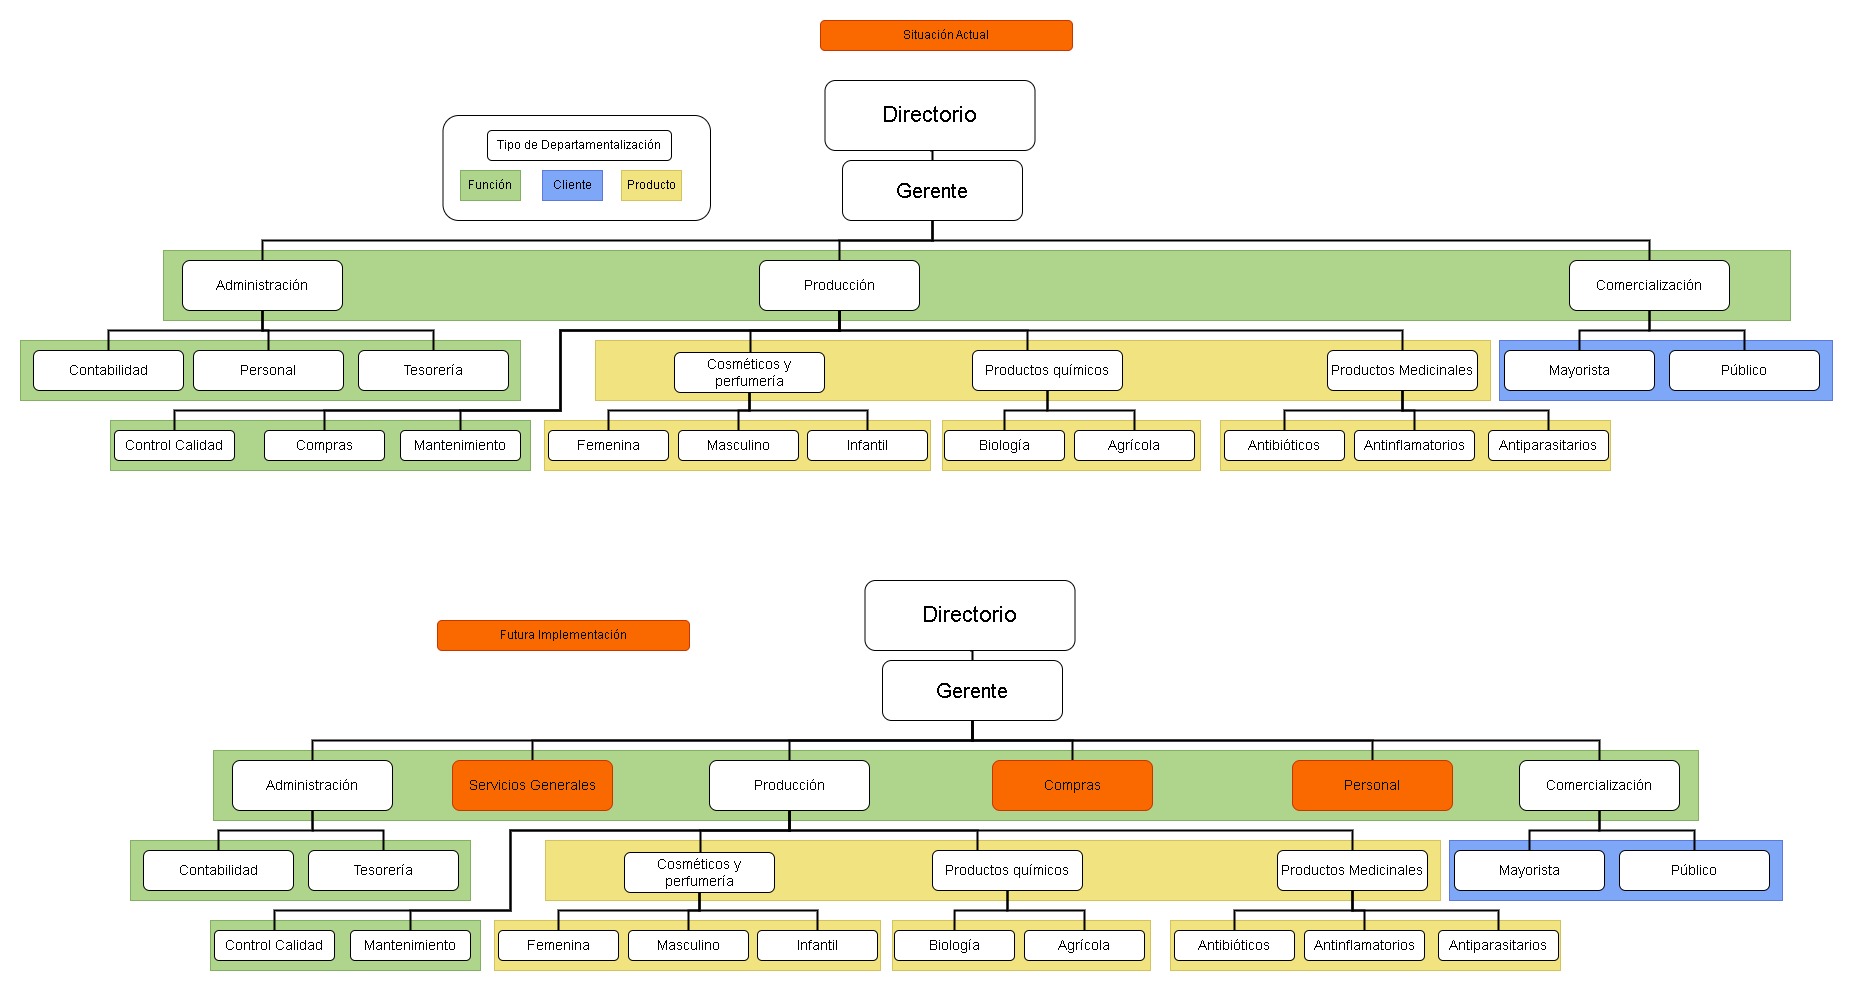 Situación Actual
Directorio
Tipo de Departamentalización
Función
Cliente
Producto
Gerente
Administración
Producción
Comercialización
Contabilidad
Personal
Tesorería
Cosméticos y
perfumería
Productos químicos
Productos Medicinales
Mayorista
Público
Control Calidad
Compras
Mantenimiento
Femenina
Masculino
Infantil
Biología
Agrícola
Antibióticos
Antinflamatorios
Antiparasitarios
Directorio
Futura Implementación
Gerente
Administración
Servicios Generales
Producción
Compras
Personal
Comercialización
Contabilidad
Tesorería
Cosméticos y
perfumería
Productos químicos
Productos Medicinales
Mayorista
Público
Control Calidad
Mantenimiento
Femenina
Masculino
Infantil
Biología
Agrícola
Antibióticos
Antinflamatorios
Antiparasitarios